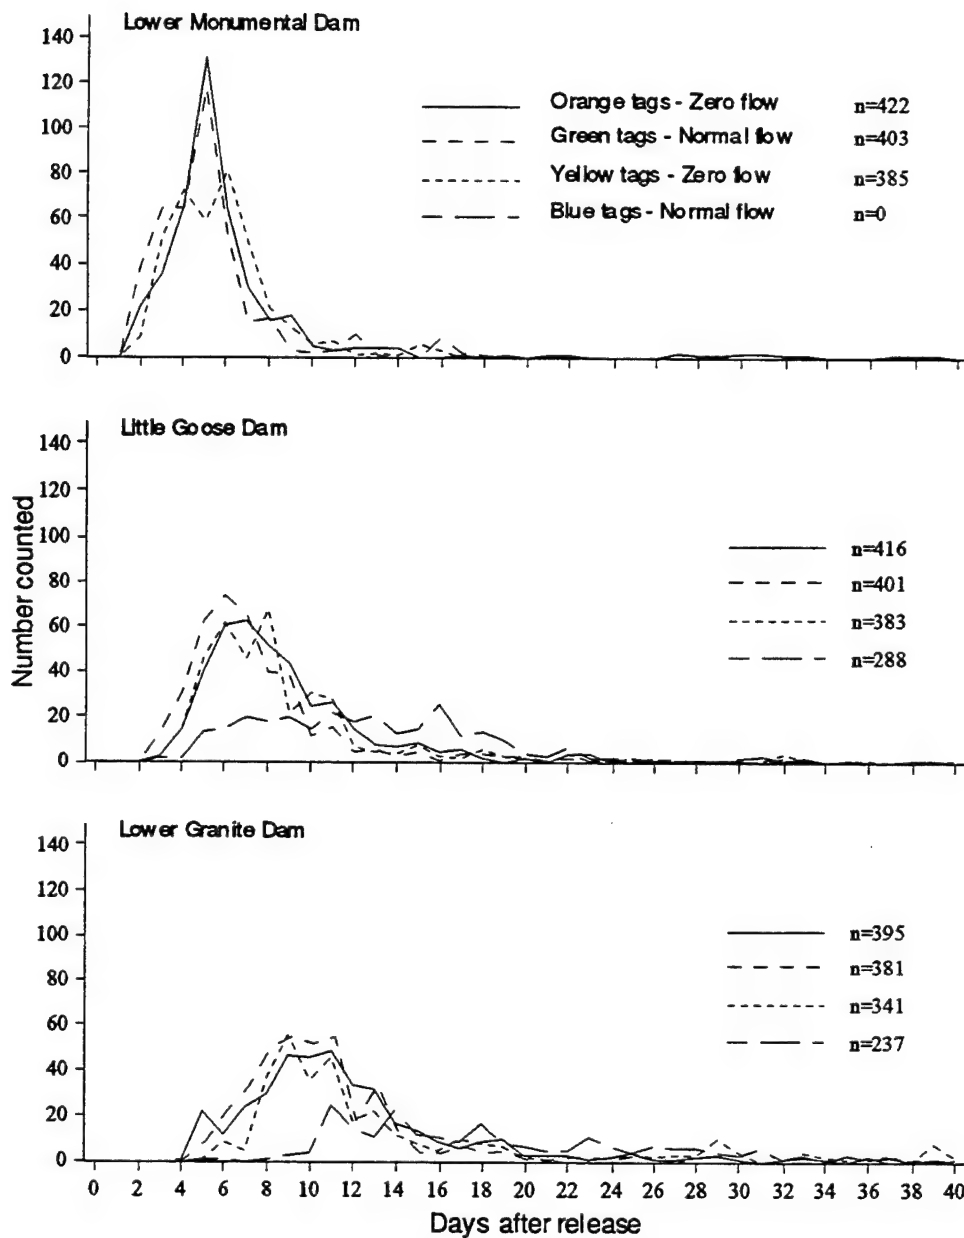 Lower Monumental Dam
140
120
100
80
60
40
20
0
Orange tags - Zero flow n=422
Green tags - Normal flow n=403
Yellow tags - Zero flow n=385
Blue tags - Normal flow n=0
Little Goose Dam
140
120
100
80
60
40
20
0
Number counted
n=416
n=401
n=383
n=288
Lower Granite Dam
140
120
100
80
60
40
20
0
n=395
n=381
n=341
n=237
0 2 4 6 8 10 12 14 16 18 20 22 24 26 28 30 32 34 36 38 40
Days after release